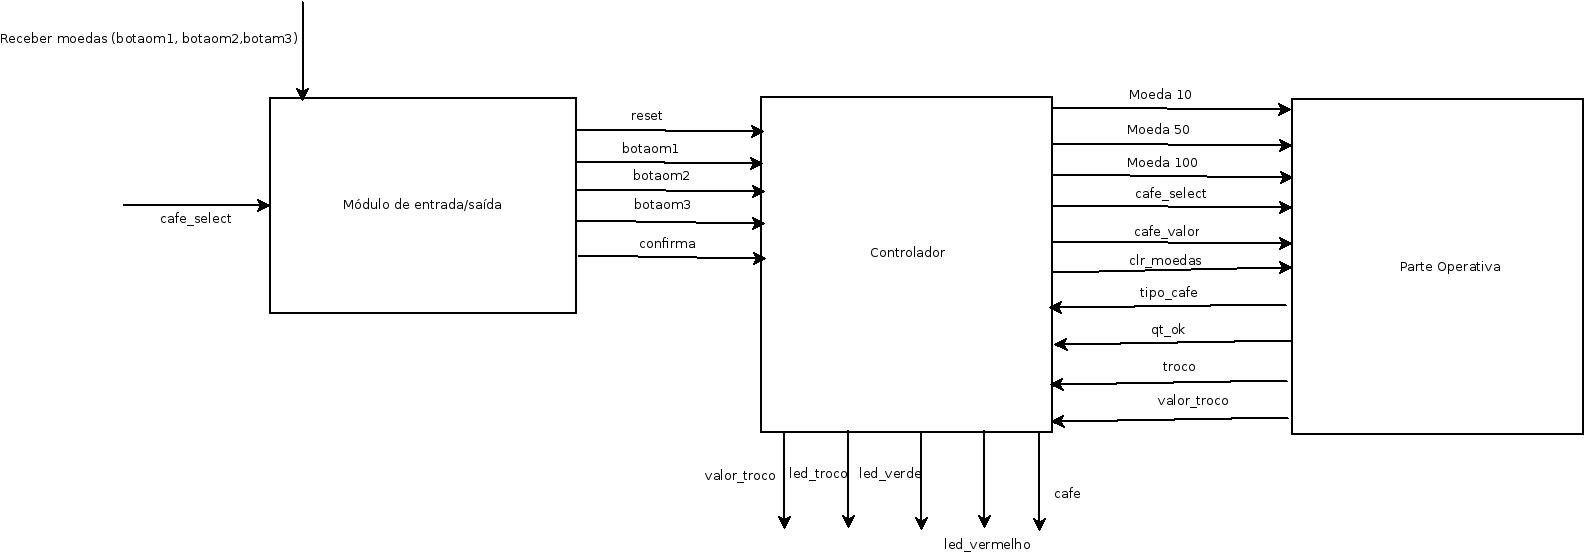 Receber moedas (botaom1, botaom2,botam3)
cafe_select
Módulo de entrada/saída
reset
botaom1
botaom2
botaom3
confirma
Controlador
Moeda 10
Moeda 50
Moeda 100
cafe_select
cafe_valor
clr_moedas
tipo_cafe
qt_ok
troco
valor_troco
Parte Operativa
valor_troco
led_troco
led_verde
led_vermelho
cafe